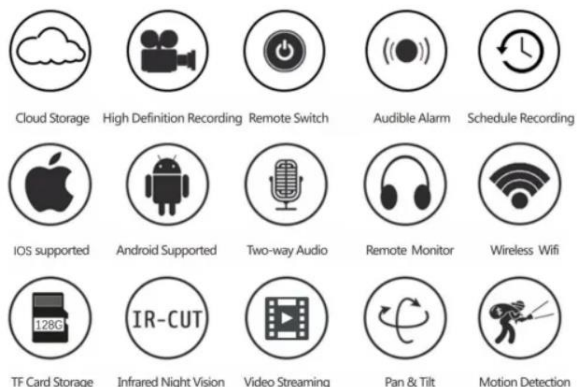 Cloud Storage High Definition Recording Remote Switch Audible Alarm Schedule Recording
IOS supported Android Supported Two-way Audio Remote Monitor Wireless Wifi
128G IR-CUT
TF Card Storage Infrared Night Vision Video Streaming Pan & Tilt Motion Detection